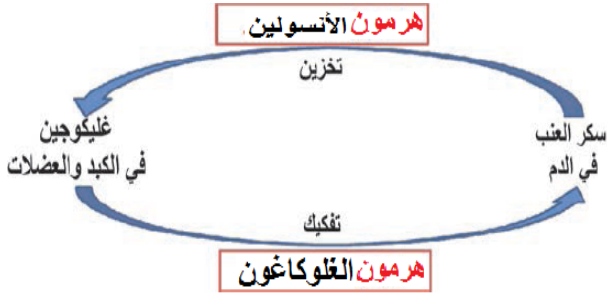 هرمون الأنسولين.
تخزين
سكر العنب
في الدم
غليكوجين
في الكبد والعضلات
تفكيك
هرمون الغلوكاغون